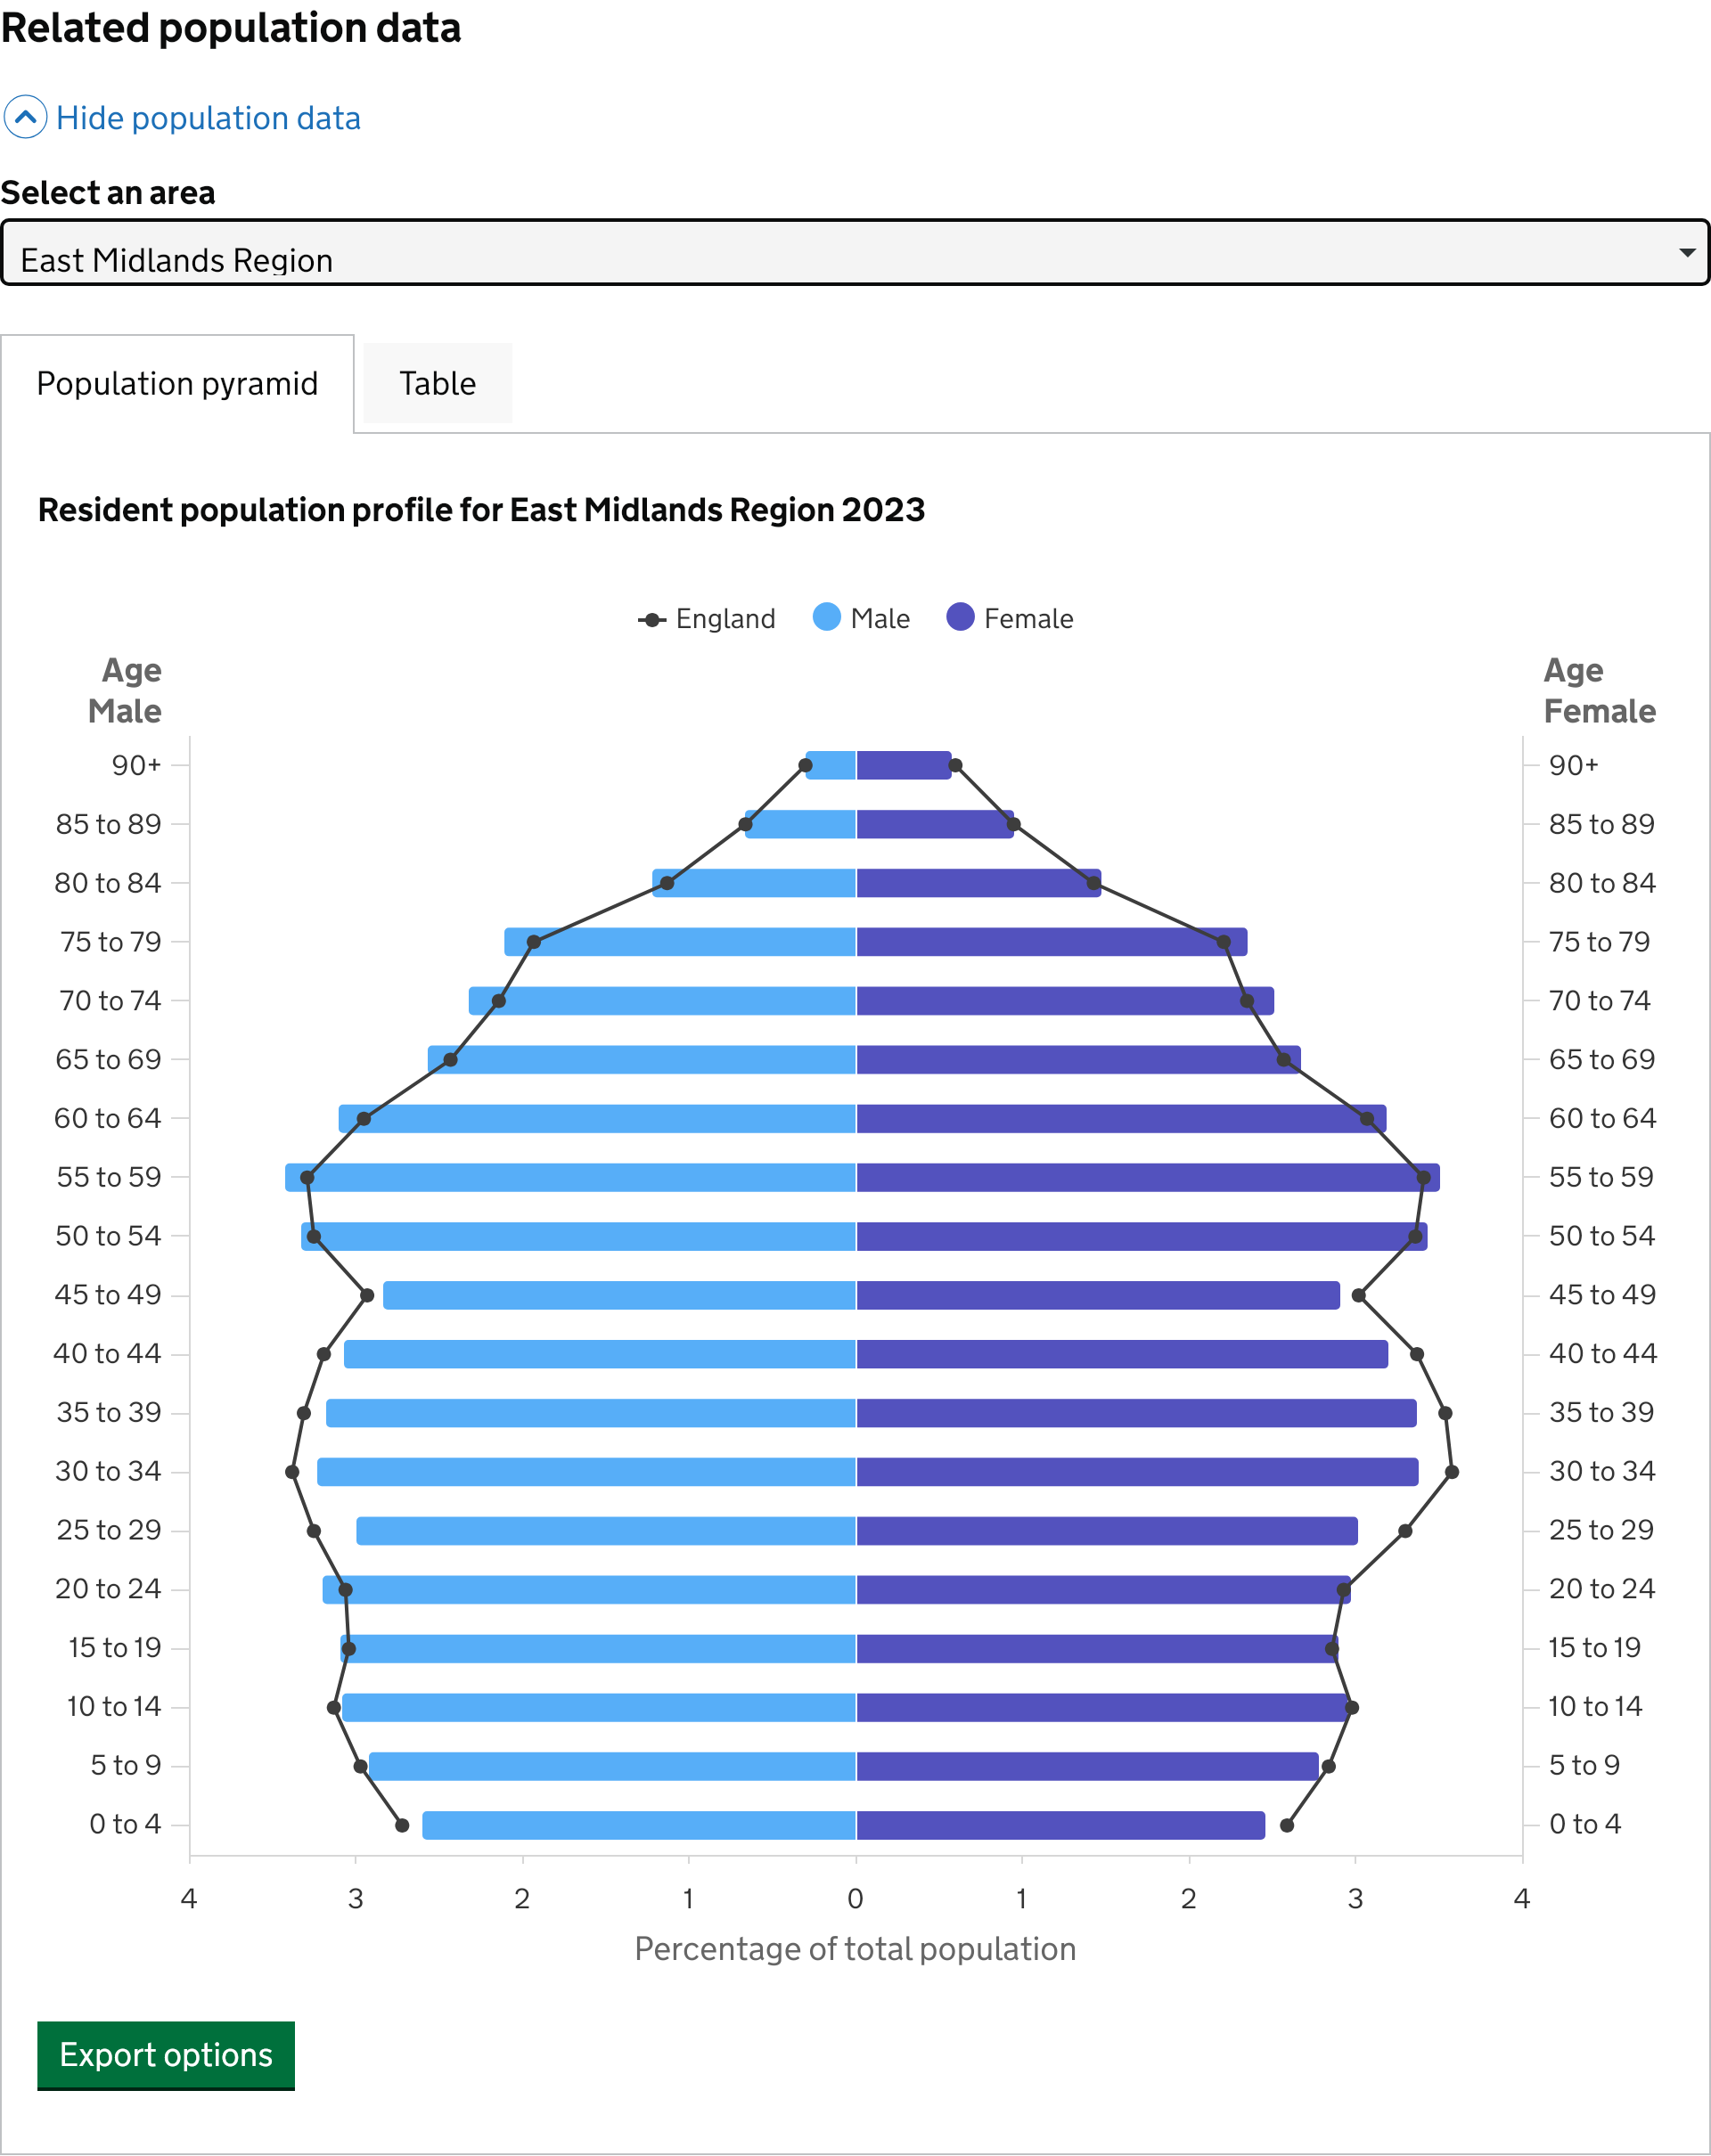 Related population data
Hide population data
Select an area
East Midlands Region
Population pyramid Table
Resident population profile for East Midlands Region 2023
England Male Female
Age Age
Male Female
90+ 90+
85 to 89 85 to 89
80 to 84 80 to 84
75 to 79 75 to 79
70 to 74 70 to 74
65 to 69 65 to 69
60 to 64 60 to 64
55 to 59 55 to 59
50 to 54 50 to 54
45 to 49 45 to 49
40 to 44 40 to 44
35 to 39 35 to 39
30 to 34 30 to 34
25 to 29 25 to 29
20 to 24 20 to 24
15 to 19 15 to 19
10 to 14 10 to 14
5 to 9 5 to 9
0 to 4 0 to 4
4 3 2 1 0 1 2 3 4
Percentage of total population
Export options